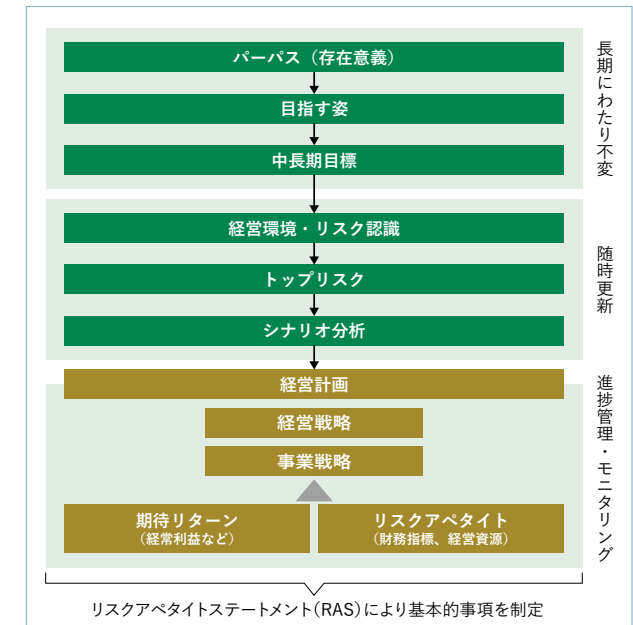 パーパス（存在意義）
目指す姿
中長期目標
長期にわたり不変
経営環境・リスク認識
トップリスク
シナリオ分析
随時更新
経営計画
経営戦略
事業戦略
期待リターン
（経常利益など）
リスクアペタイト
（財務指標、経営資源）
進捗管理・モニタリング
リスクアペタイトステートメント（RAS）により基本的事項を制定